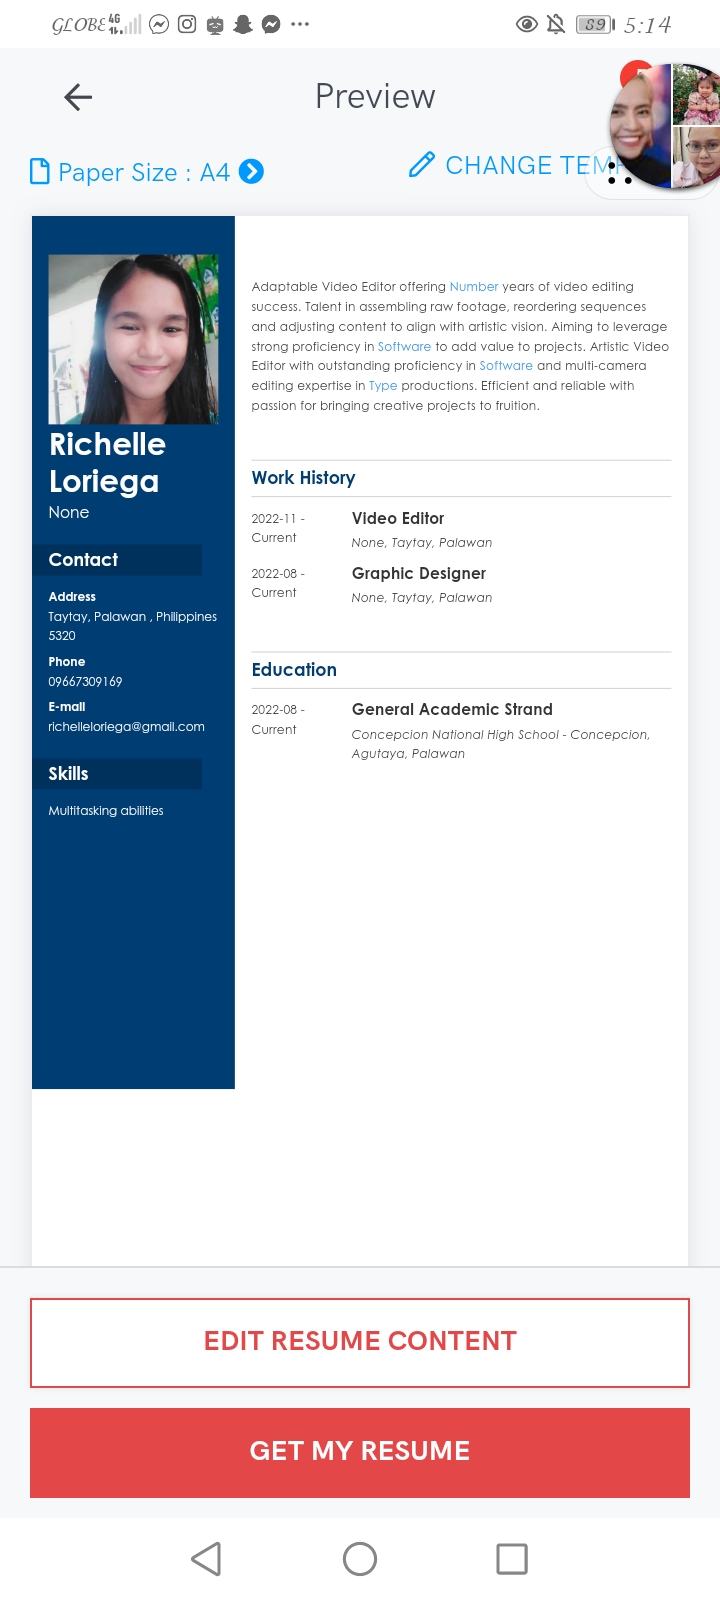 GLOBE 4G 89 5:14
Preview
Paper Size : A4
CHANGE
Richelle
Loriega
None
Contact
Address
Taytay, Palawan , Philippines
5320
Phone
09667309169
E-mail
richelleloriega@gmail.com
Skills
Multitasking abilities
Adaptable Video Editor offering Number years of video editing
success. Talent in assembling raw footage, reordering sequences
and adjusting content to align with artistic vision. Aiming to leverage
strong proficiency in Software to add value to projects. Artistic Video
Editor with outstanding proficiency in Software and multi-camera
editing expertise in Type productions. Efficient and reliable with
passion for bringing creative projects to fruition.
Work History
2022-11 - Video Editor
Current None, Taytay, Palawan
2022-08 - Graphic Designer
Current None, Taytay, Palawan
Education
2022-08 - General Academic Strand
Current Concepcion National High School - Concepcion,
Agutaya, Palawan
EDIT RESUME CONTENT
GET MY RESUME